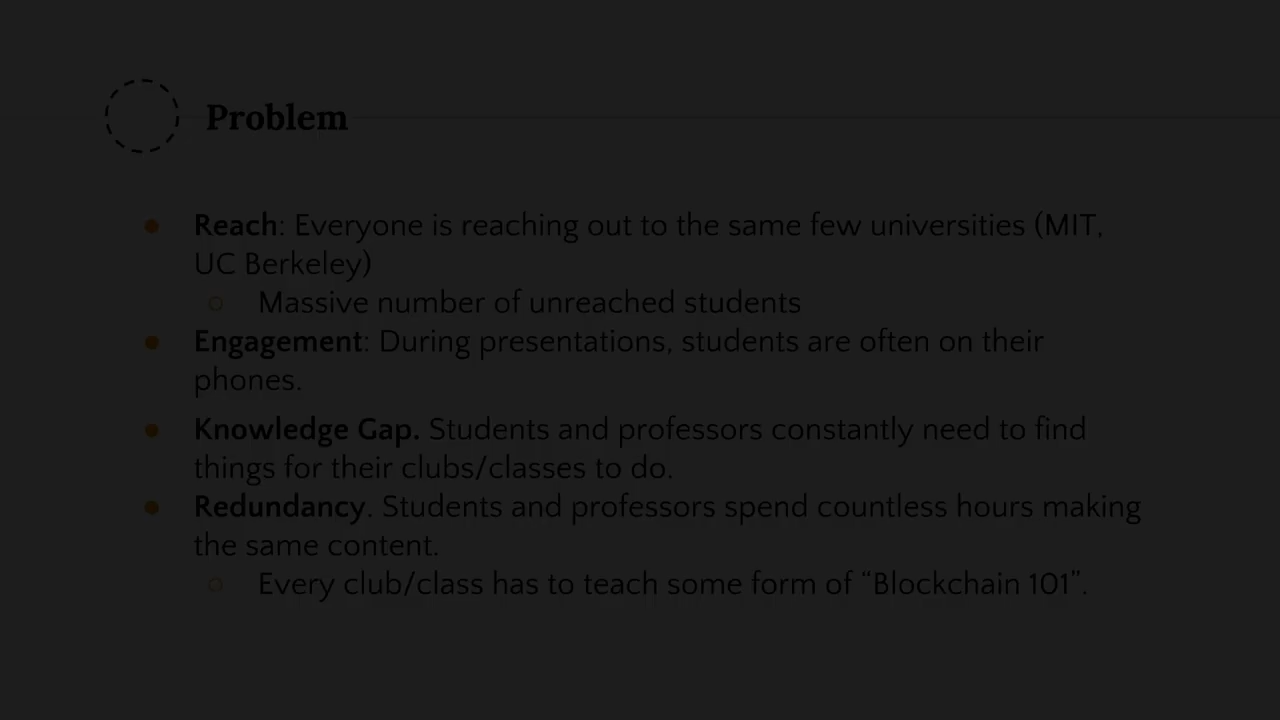 Problem
Reach: Everyone is reaching out to the same few universities (MIT,
UC Berkeley)
Massive number of unreached students
Engagement: During presentations, students are often on their
phones.
Knowledge Gap. Students and professors constantly need to find
things for their clubs/classes to do.
Redundancy. Students and professors spend countless hours making
the same content.
Every club/class has to teach some form of “Blockchain 101”.